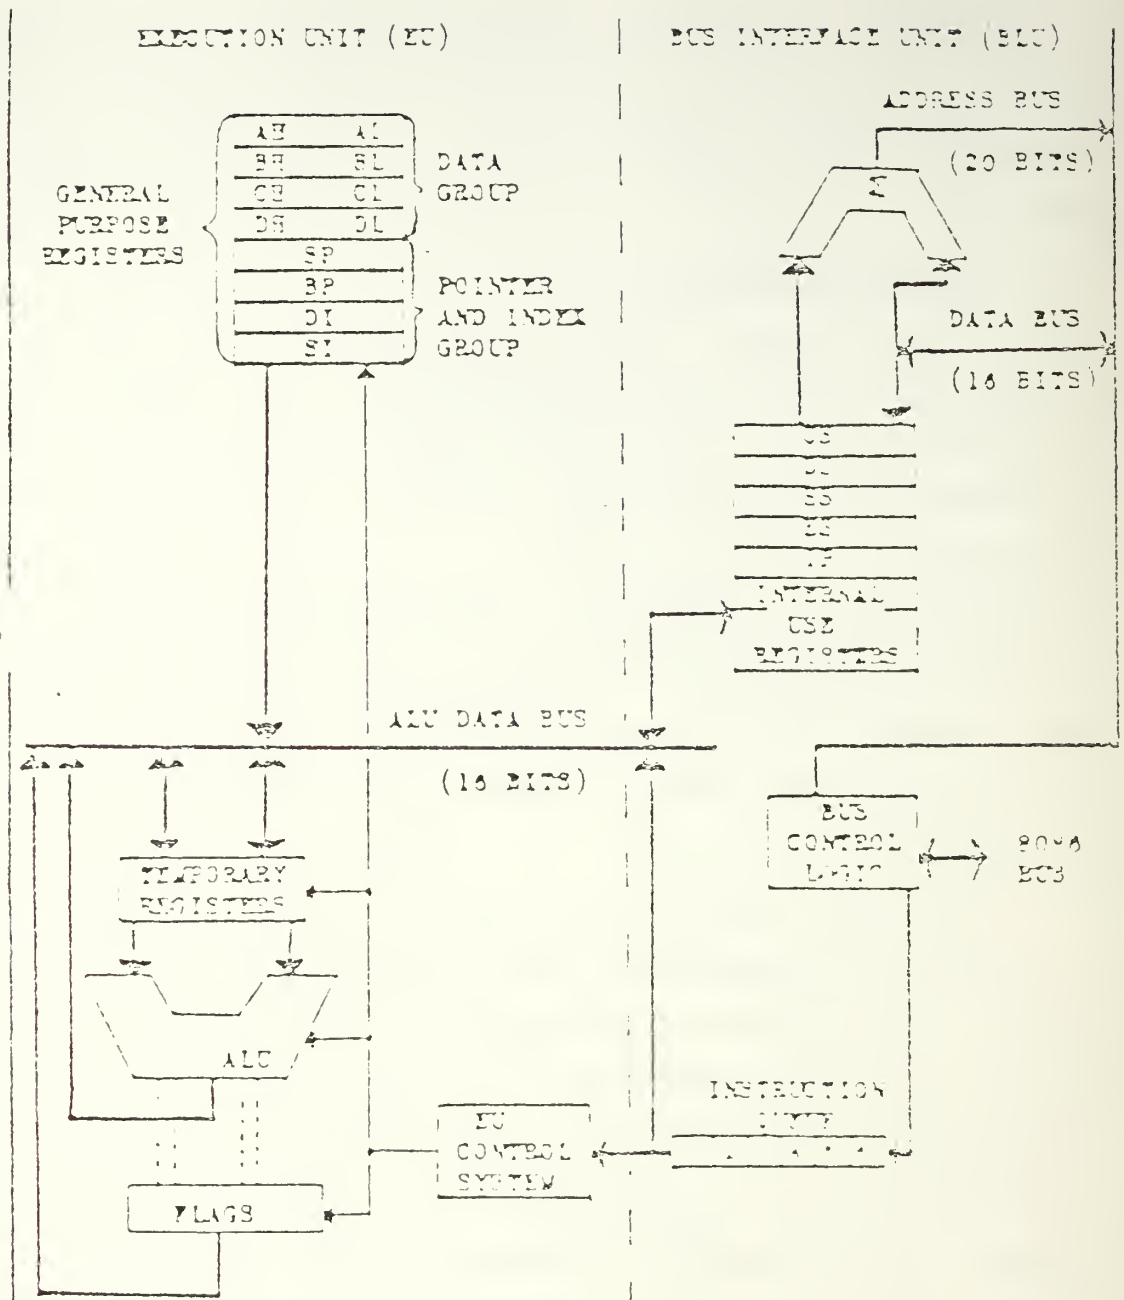 EXECUTION UNIT (EU)
BUS INTERFACE UNIT (BLU)
ADDRESS BUS
(20 BITS)
GENERAL
PURPOSE
REGISTERS
AH AL
BH BL
CH CL
DH DL
SP
BP
DI
SI
DATA
GROUP
POINTER
AND INDEX
GROUP
Σ
DATA BUS
(16 BITS)
INTERNAL
USE
REGISTERS
ALU DATA BUS
(16 BITS)
BUS
CONTROL
LOGIC
BUS
TEMPORARY
REGISTERS
ALU
INSTRUCTION
EU
CONTROL
SYSTEM
FLAGS